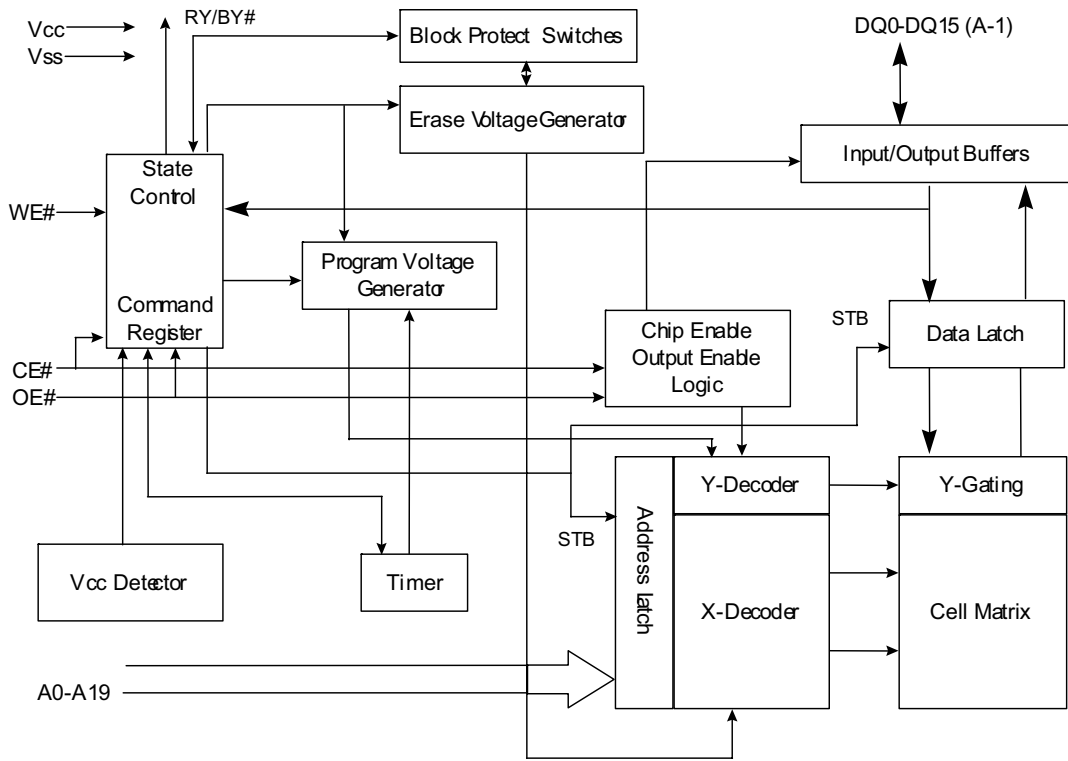 Vcc
Vss
RY/BY#
Block Protect Switches
DQ0-DQ15 (A-1)
Erase Voltage Generator
Input/Output Buffers
State
Control
WE#
Program Voltage
Generator
Command
Register
STB
Chip Enable
Output Enable
Logic
Data Latch
CE#
OE#
Y-Decoder
Y-Gating
STB
Address Latch
Vcc Detector
Timer
X-Decoder
Cell Matrix
A0-A19